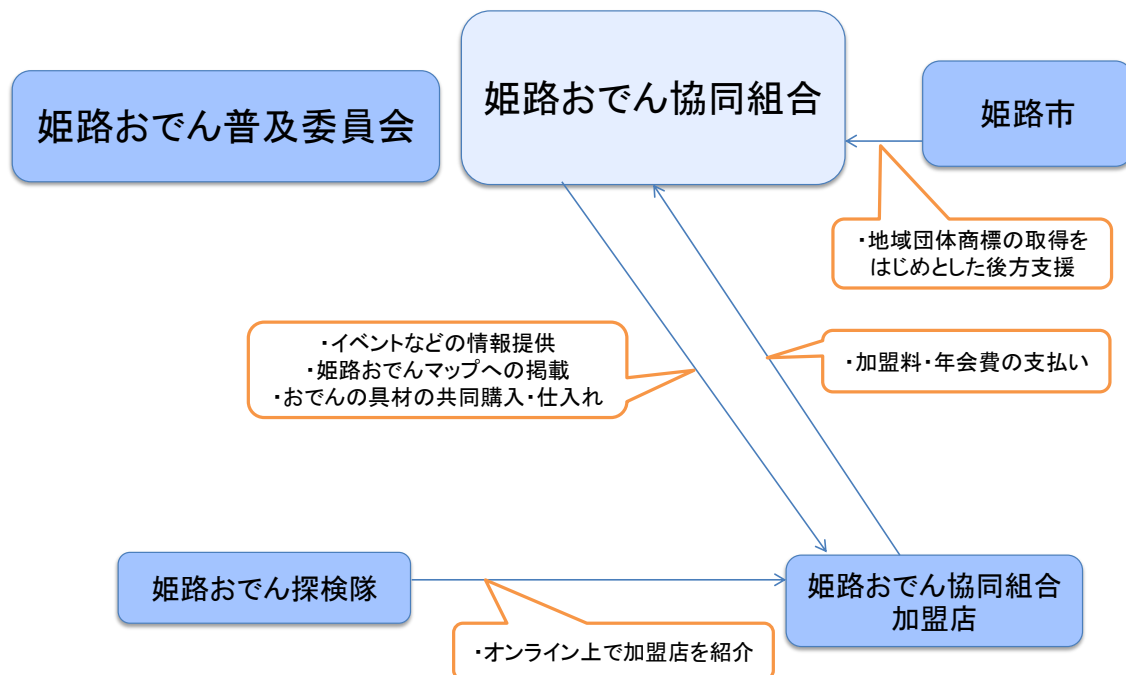 姫路おでん協同組合
姫路おでん普及委員会
姫路市
・地域団体商標の取得を
はじめとした後方支援
・イベントなどの情報提供
・姫路おでんマップへの掲載
・おでんの具材の共同購入・仕入れ
・加盟料・年会費の支払い
姫路おでん探検隊
姫路おでん協同組合
加盟店
・オンライン上で加盟店を紹介